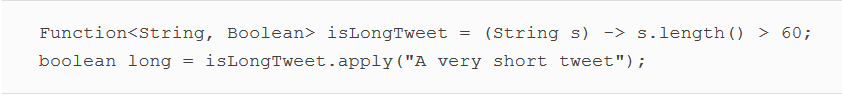 Function<String, Boolean> isLongTweet = (String s) -> s.length() > 60;
boolean long = isLongTweet.apply("A very short tweet");